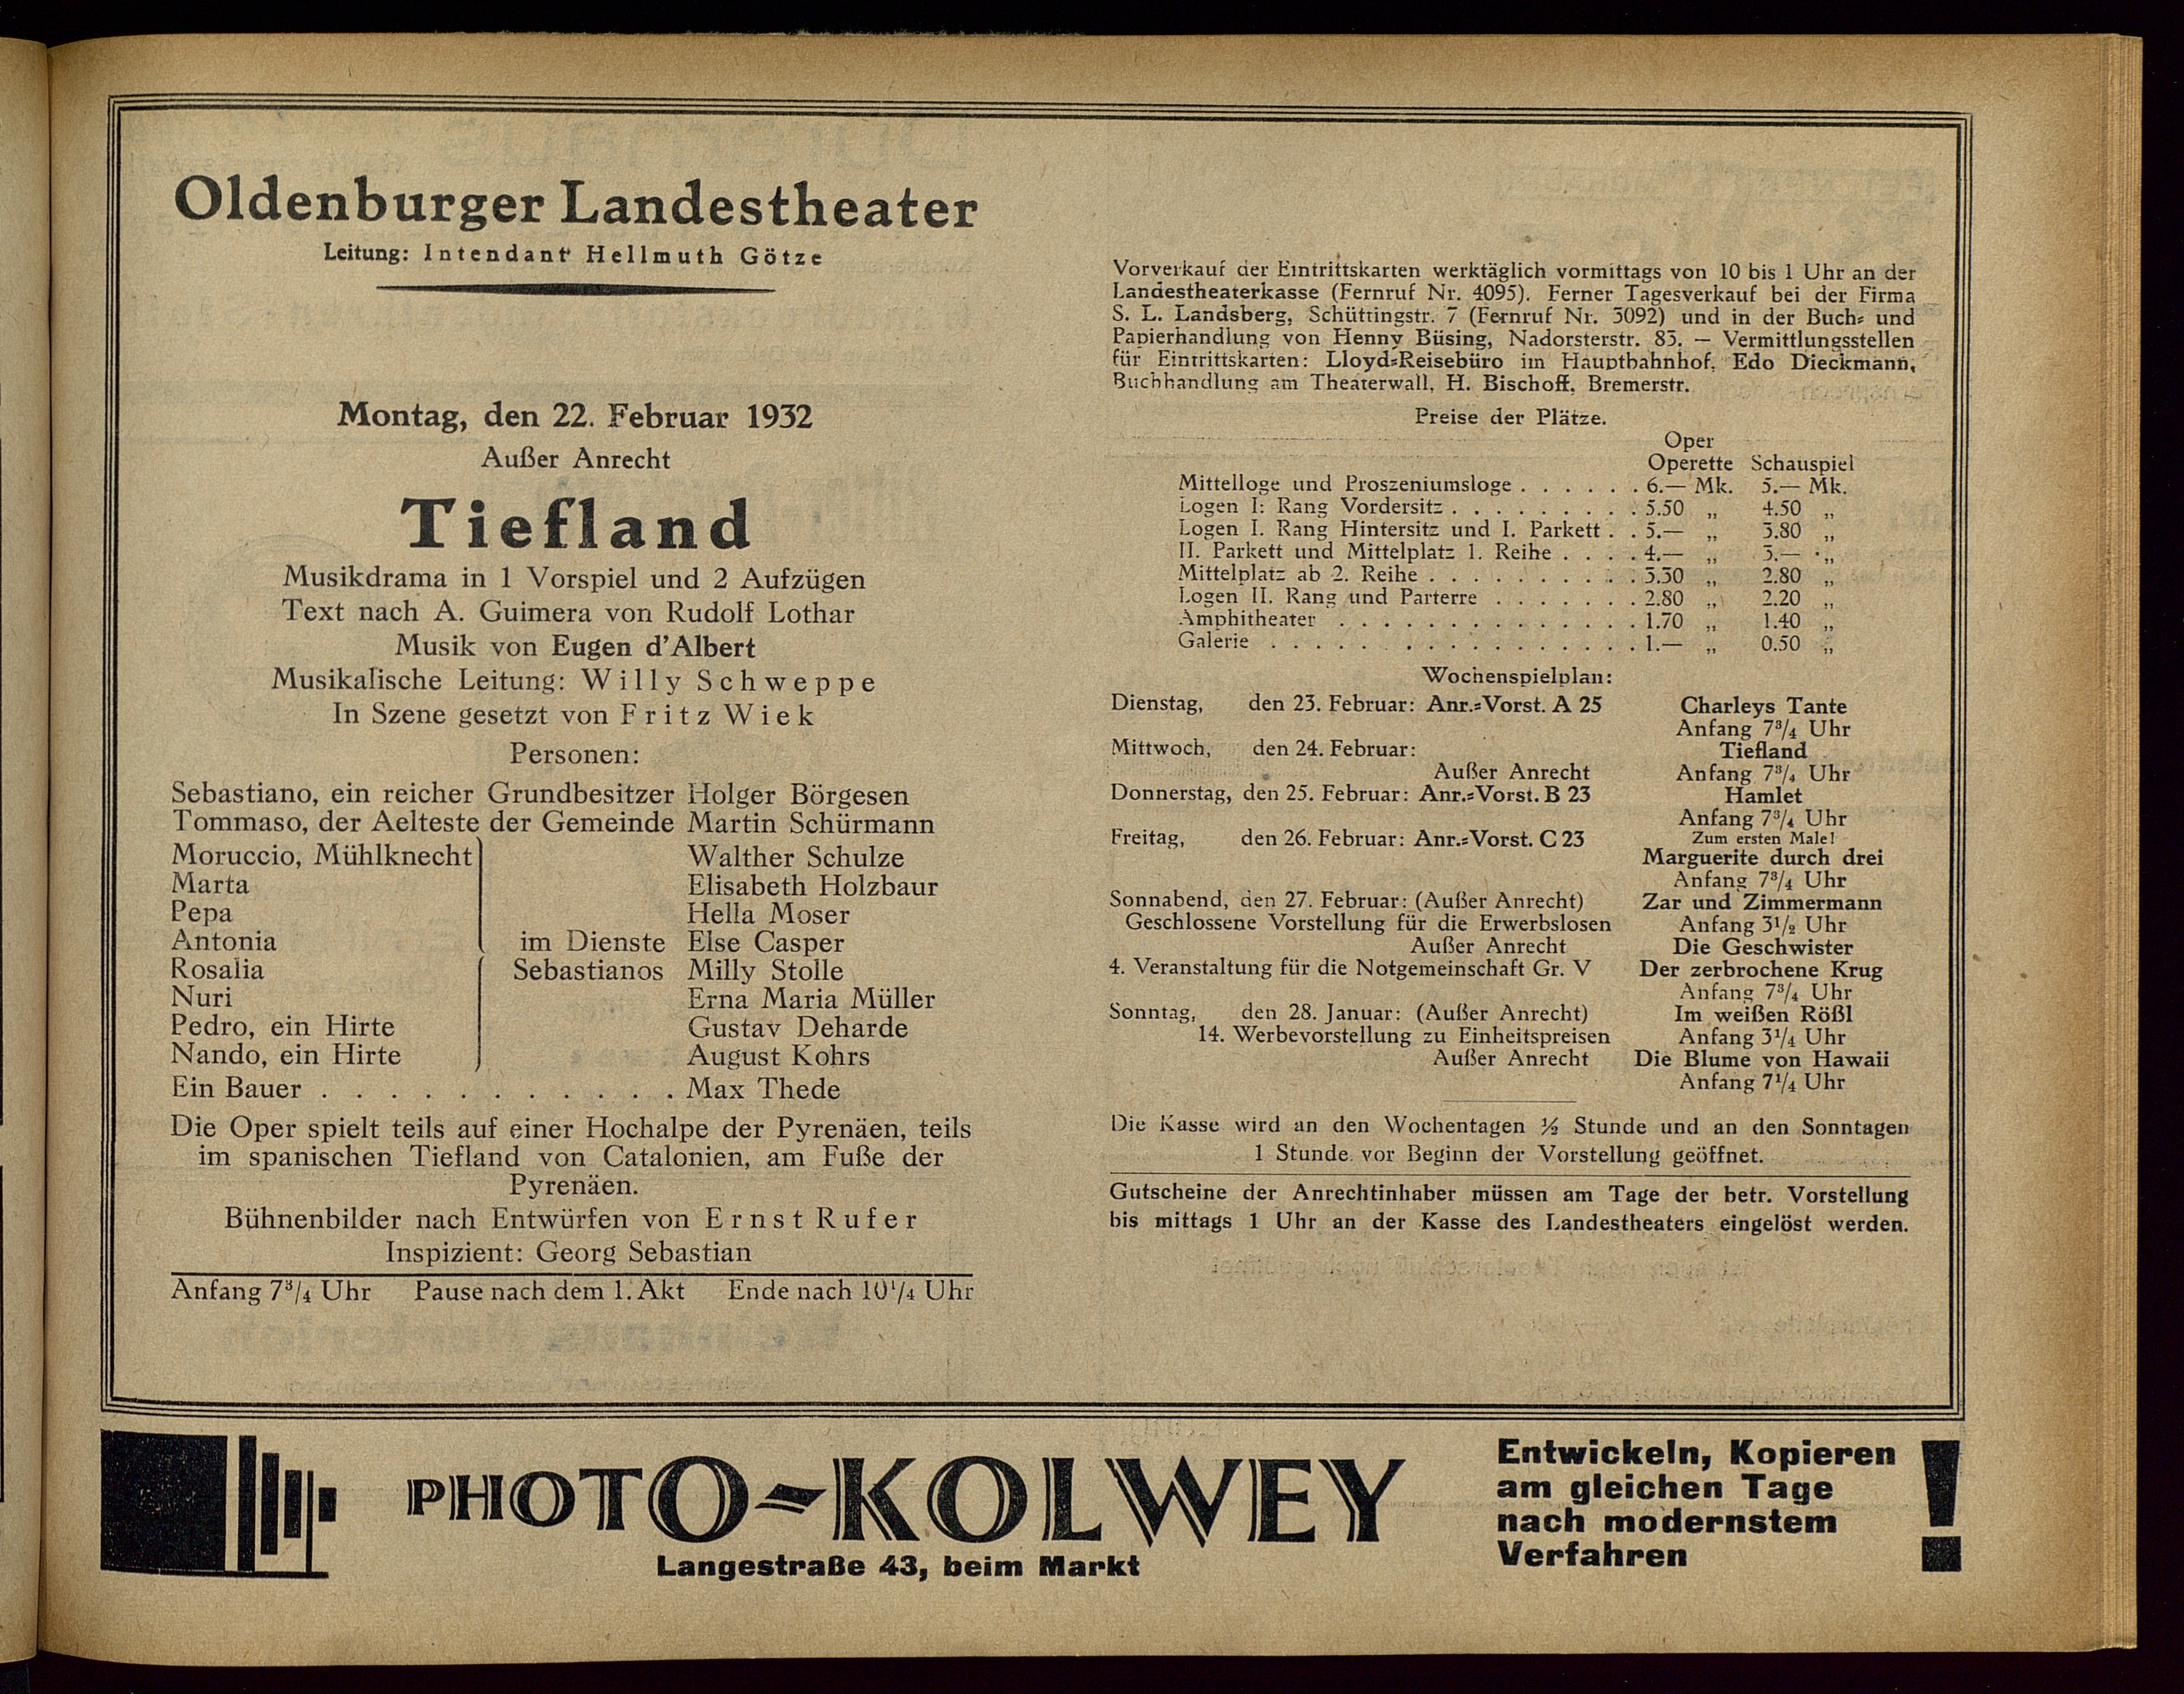 Oldenburger Landestheater
Leitung: Intendant Hellmuth Götze
Montag, den 22. Februar 1932
Außer Anrecht
Tiefland
Musikdrama in 1 Vorspiel und 2 Aufzügen
Text nach A. Guimera von Rudolf Lothar
Musik von Eugen d'Albert
Musikalische Leitung: Willy Schweppe
In Szene gesetzt von Fritz Wiek
Personen:
Sebastiano, ein reicher Grundbesitzer Holger Börgesen
Tommaso, der Aelteste der Gemeinde Martin Schürmann
Moruccio, Mühlknecht Walther Schulze
Marta Elisabeth Holzbaur
Pepa Hella Moser
Antonia im Dienste Else Casper
Rosalia Sebastianos Milly Stolle
Nuri Erna Maria Müller
Pedro, ein Hirte Gustav Deharde
Nando, ein Hirte August Kohrs
Ein Bauer . . . . . . . . . . . Max Thede
Die Oper spielt teils auf einer Hochalpe der Pyrenäen, teils
im spanischen Tiefland von Catalonien, am Fuße der
Pyrenäen.
Bühnenbilder nach Entwürfen von Ernst Rufer
Inspizient: Georg Sebastian
Anfang 7³/₄ Uhr Pause nach dem 1. Akt Ende nach 10¹/₄ Uhr
Vorverkauf der Eintrittskarten werktäglich vormittags von 10 bis 1 Uhr an der
Landestheaterkasse (Fernruf Nr. 4095). Ferner Tagesverkauf bei der Firma
S. L. Landsberg, Schüttingstr. 7 (Fernruf Nr. 3092) und in der Buch- und
Papierhandlung von Henny Büsing, Nadorsterstr. 83. — Vermittlungsstellen
für Eintrittskarten: Lloyd-Reisebüro im Hauptbahnhof, Edo Dieckmann,
Buchhandlung am Theaterwall, H. Bischoff, Bremerstr.
Preise der Plätze.
Oper
Operette Schauspiel
Mittelloge und Proszeniumsloge . . . . . . 6.— Mk. 5.— Mk.
Logen I. Rang Vordersitz . . . . . . . . . 5.50 „ 4.50 „
Logen I. Rang Hintersitz und I. Parkett . . 5.— „ 3.80 „
II. Parkett und Mittelplatz 1. Reihe . . . . 4.— „ 3.— „
Mittelplatz ab 2. Reihe . . . . . . . . . . 3.30 „ 2.80 „
Logen II. Rang und Parterre . . . . . . . 2.80 „ 2.20 „
Amphitheater . . . . . . . . . . . . . . 1.70 „ 1.40 „
Galerie . . . . . . . . . . . . . . . . . 1.— „ 0.50 „
Wochenspielplan:
Dienstag, den 23. Februar: Anr.-Vorst. A 25 Charleys Tante
Anfang 7³/₄ Uhr
Mittwoch, den 24. Februar: Tiefland
Außer Anrecht Anfang 7³/₄ Uhr
Donnerstag, den 25. Februar: Anr.-Vorst. B 23 Hamlet
Anfang 7³/₄ Uhr
Freitag, den 26. Februar: Anr.-Vorst. C 23 Zum ersten Male!
Marguerite durch drei
Anfang 7³/₄ Uhr
Sonnabend, den 27. Februar: (Außer Anrecht) Zar und Zimmermann
Geschlossene Vorstellung für die Erwerbslosen Anfang 3¹/₂ Uhr
Außer Anrecht Die Geschwister
4. Veranstaltung für die Notgemeinschaft Gr. V Der zerbrochene Krug
Anfang 7³/₄ Uhr
Sonntag, den 28. Januar: (Außer Anrecht) Im weißen Rößl
14. Werbevorstellung zu Einheitspreisen Anfang 3¹/₄ Uhr
Außer Anrecht Die Blume von Hawaii
Anfang 7¹/₄ Uhr
Die Kasse wird an den Wochentagen ½ Stunde und an den Sonntagen
1 Stunde vor Beginn der Vorstellung geöffnet.
Gutscheine der Anrechtinhaber müssen am Tage der betr. Vorstellung
bis mittags 1 Uhr an der Kasse des Landestheaters eingelöst werden.
PHOTO-KOLWEY
Langestraße 43, beim Markt
Entwickeln, Kopieren
am gleichen Tage
nach modernstem
Verfahren !